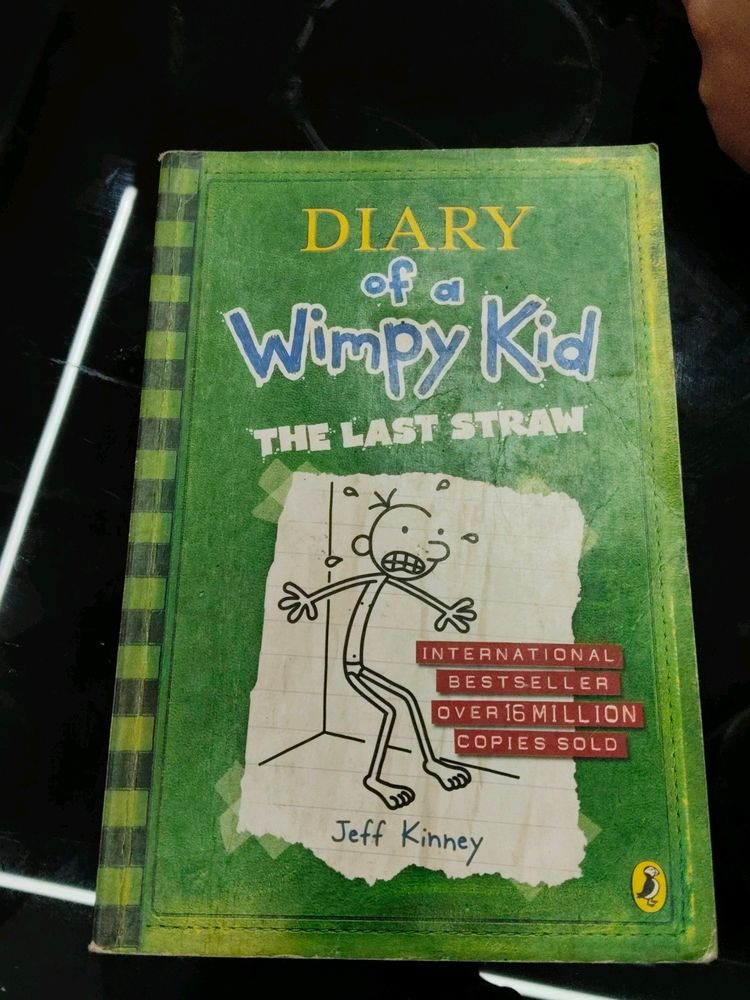 DIARY
of a
Wimpy Kid
THE LAST STRAW
INTERNATIONAL
BESTSELLER
OVER 16 MILLION
COPIES SOLD
Jeff Kinney